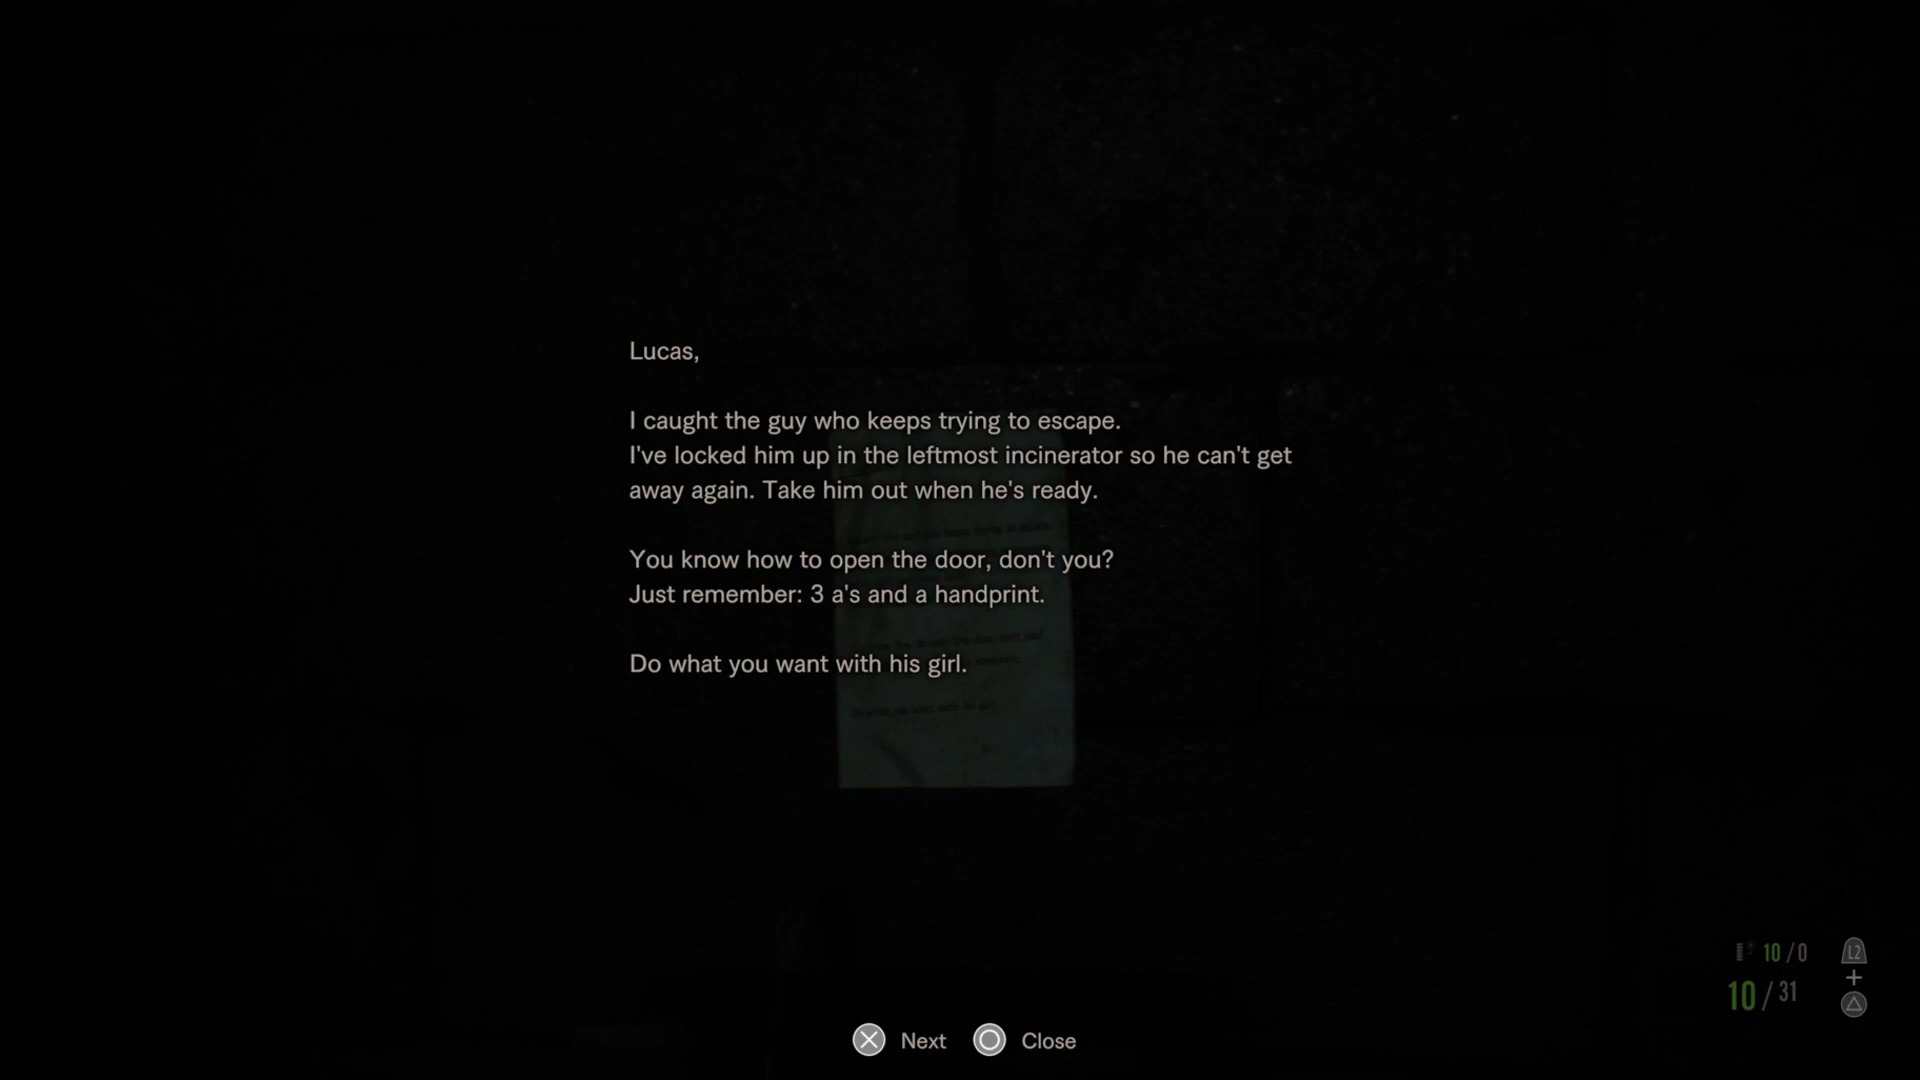 Lucas,
I caught the guy who keeps trying to escape.
I've locked him up in the leftmost incinerator so he can't get
away again. Take him out when he's ready.
You know how to open the door, don't you?
Just remember: 3 a's and a handprint.
Do what you want with his girl.
10 / 0
L2
+
10 / 31
Next Close